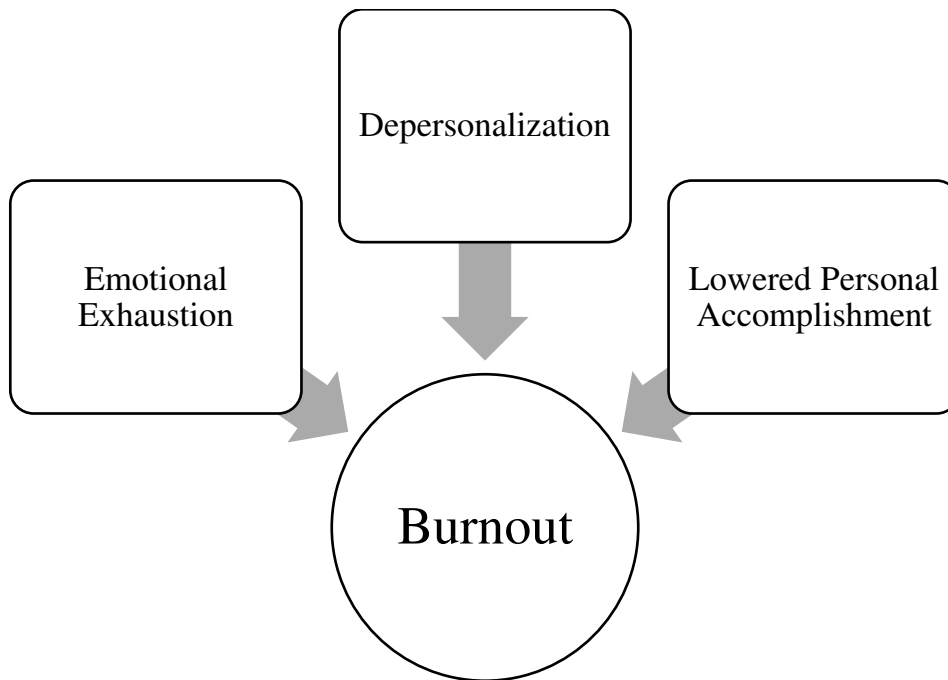 Depersonalization
Emotional
Exhaustion
Lowered Personal
Accomplishment
Burnout